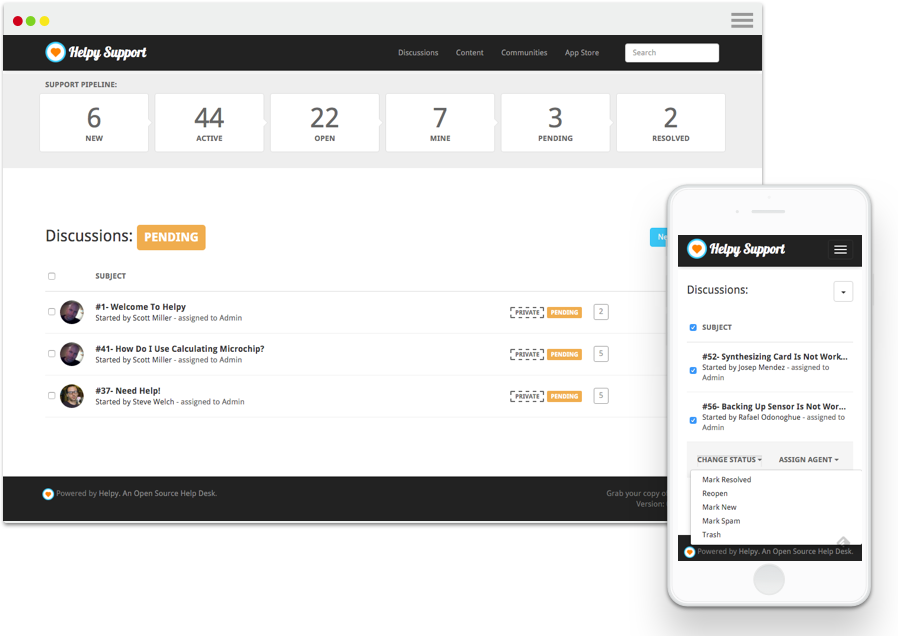 Helpy Support
Discussions Content Communities App Store Search
SUPPORT PIPELINE:
6 44 22 7 3 2
NEW ACTIVE OPEN MINE PENDING RESOLVED
Discussions: PENDING
SUBJECT
#1- Welcome To Helpy
Started by Scott Miller - assigned to Admin
PRIVATE PENDING 2
#41- How Do I Use Calculating Microchip?
Started by Scott Miller - assigned to Admin
PRIVATE PENDING 5
#37- Need Help!
Started by Steve Welch - assigned to Admin
PRIVATE PENDING 5
Powered by Helpy. An Open Source Help Desk.
Grab your copy
Version:
Helpy Support
Discussions:
SUBJECT
#52- Synthesizing Card Is Not Work...
Started by Josep Mendez - assigned to
Admin
#56- Backing Up Sensor Is Not Wor...
Started by Rafael Odonoghue - assigned to
Admin
CHANGE STATUS ASSIGN AGENT
Mark Resolved
Reopen
Mark New
Mark Spam
Trash
Powered by Helpy. An Open Source Help Desk.